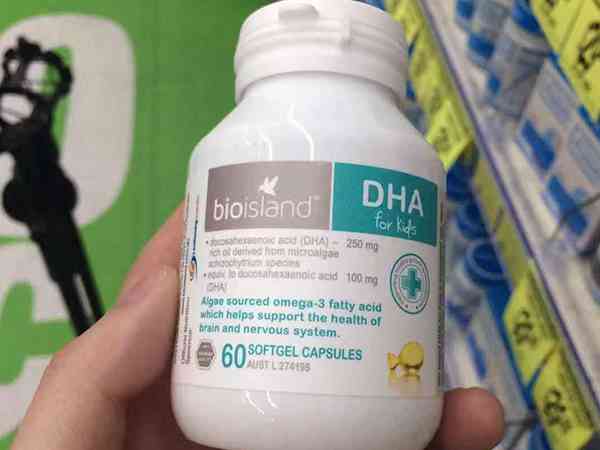 bioisland
DHA
for Kids
• docosahexaenoic acid (DHA) – 250 mg
rich oil derived from microalgae
schizophytrium species
• equiv. to docosahexaenoic acid 100 mg
(DHA)
Algae sourced omega-3 fatty acid
which helps support the health of
brain and nervous system.
60 SOFTGEL CAPSULES
AUST L 274195